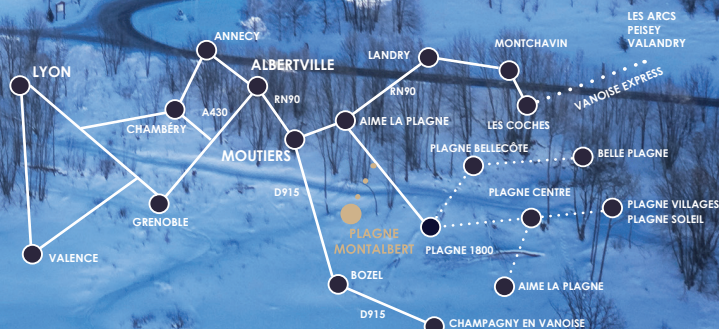 LES ARCS
PEISEY
VALANDRY
ANNECY
MONTCHAVIN
LANDRY
ALBERTVILLE
LYON
VANOISE EXPRESS
RN90
RN90
A430
LES COCHES
AIME LA PLAGNE
CHAMBÉRY
PLAGNE BELLECÔTE
BELLE PLAGNE
MOUTIERS
D915
PLAGNE CENTRE
PLAGNE VILLAGES
PLAGNE SOLEIL
GRENOBLE
PLAGNE
MONTALBERT
PLAGNE 1800
VALENCE
BOZEL
AIME LA PLAGNE
D915
CHAMPAGNY EN VANOISE